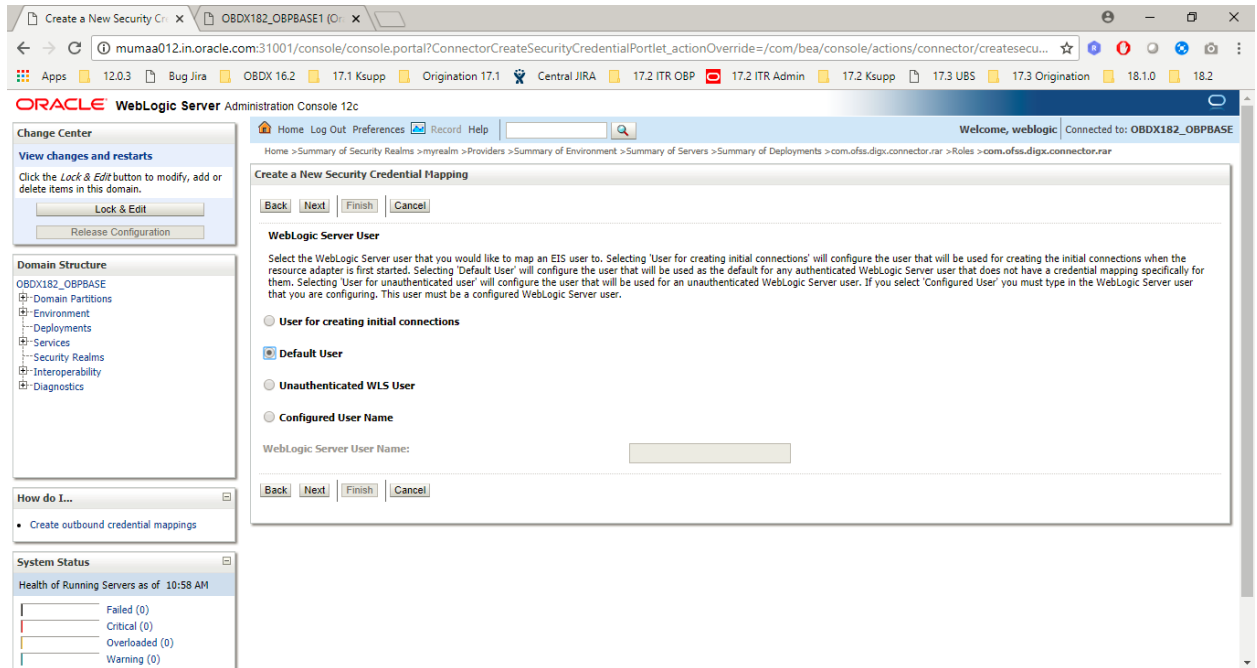 Create a New Security Cr
OBDX182_OBPBASE1 (Or
mumaa012.in.oracle.com:31001/console/console.portal?ConnectorCreateSecurityCredentialPortlet_actionOverride=/com/bea/console/actions/connector/createsecu...
Apps 12.0.3 Bug Jira OBDX 16.2 17.1 Ksupp Origination 17.1 Central JIRA 17.2 ITR OBP 17.2 ITR Admin 17.2 Ksupp 17.3 UBS 17.3 Origination 18.1.0 18.2
ORACLE WebLogic Server Administration Console 12c
Change Center
View changes and restarts
Click the Lock & Edit button to modify, add or
delete items in this domain.
Lock & Edit
Release Configuration
Domain Structure
OBDX182_OBPBASE
Domain Partitions
Environment
Deployments
Services
Security Realms
Interoperability
Diagnostics
How do I...
Create outbound credential mappings
System Status
Health of Running Servers as of 10:58 AM
Failed (0)
Critical (0)
Overloaded (0)
Warning (0)
Home Log Out Preferences Record Help
Welcome, weblogic Connected to: OBDX182_OBPBASE
Home >Summary of Security Realms >myrealm >Providers >Summary of Environment >Summary of Servers >Summary of Deployments >com.ofss.digx.connector.rar >Roles >com.ofss.digx.connector.rar
Create a New Security Credential Mapping
Back Next Finish Cancel
WebLogic Server User
Select the WebLogic Server user that you would like to map an EIS user to. Selecting 'User for creating initial connections' will configure the user that will be used for creating the initial connections when the
resource adapter is first started. Selecting 'Default User' will configure the user that will be used as the default for any authenticated WebLogic Server user that does not have a credential mapping specifically for
them. Selecting 'User for unauthenticated user' will configure the user that will be used for an unauthenticated WebLogic Server user. If you select 'Configured User' you must type in the WebLogic Server user
that you are configuring. This user must be a configured WebLogic Server user.
User for creating initial connections
Default User
Unauthenticated WLS User
Configured User Name
WebLogic Server User Name:
Back Next Finish Cancel